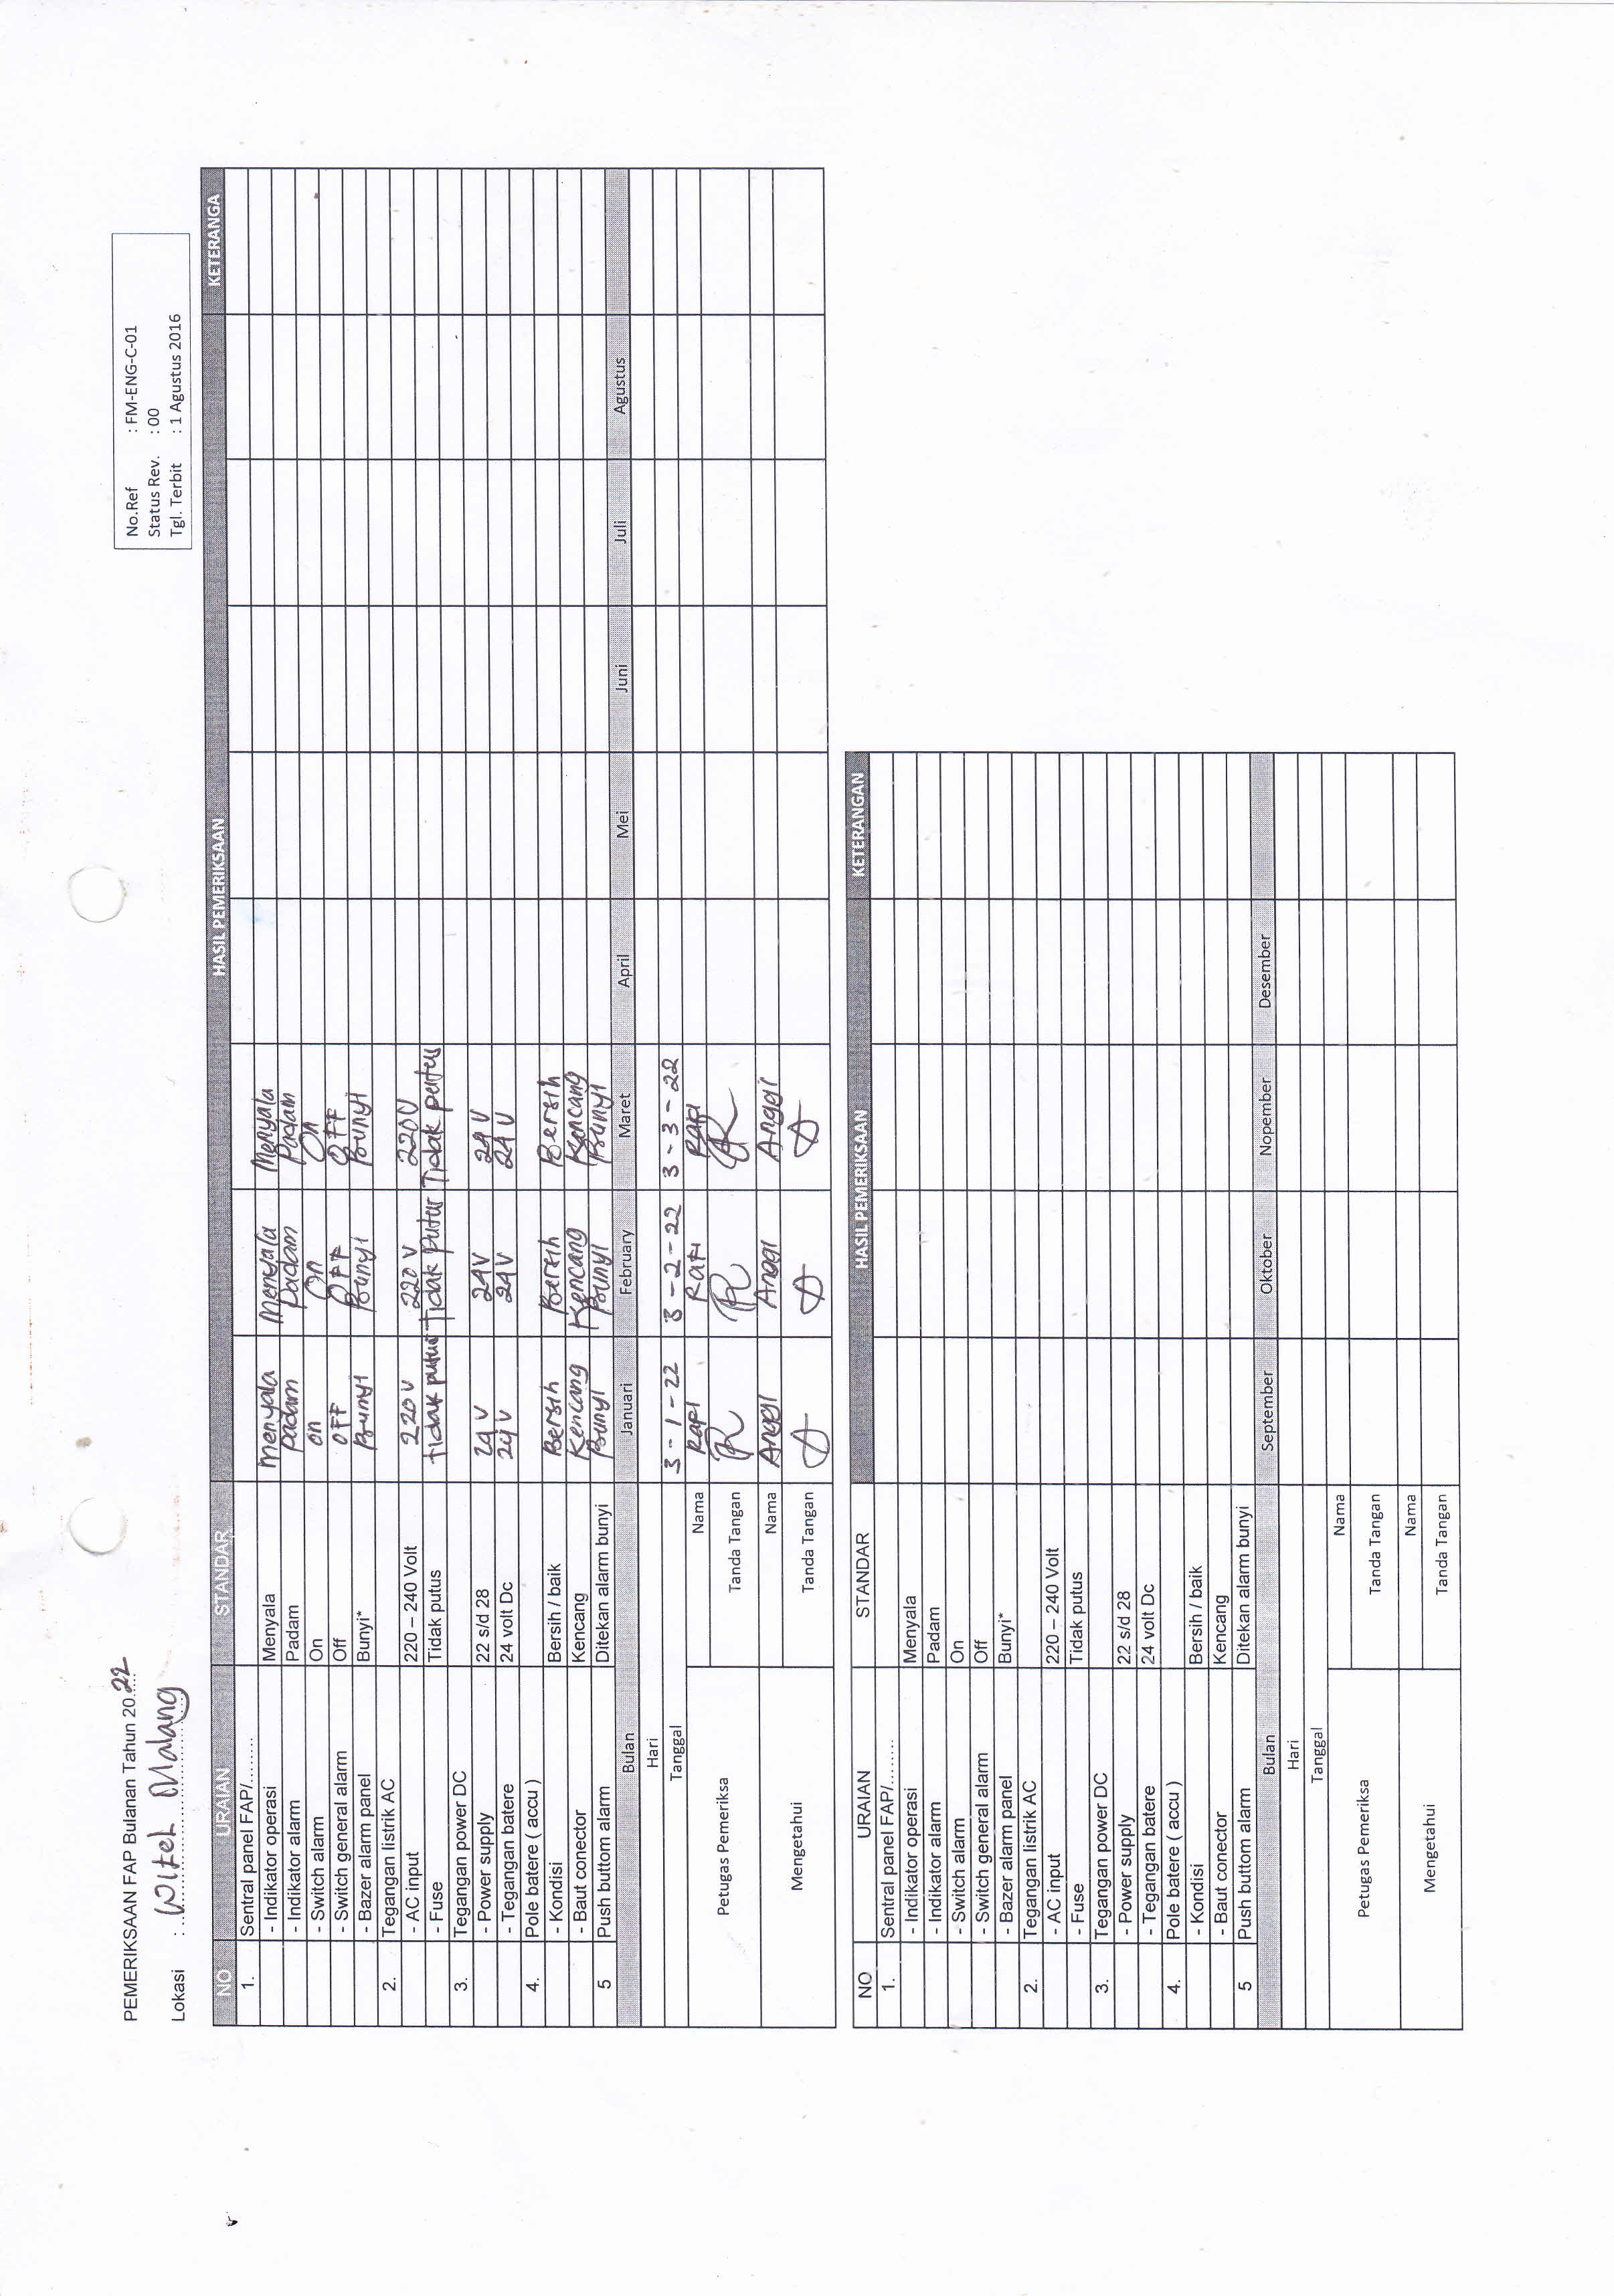 PEMERIKSAAN FAP Bulanan Tahun 20....22
Lokasi : Witel Malang
No.Ref : FM-ENG-C-01
Status Rev. : 00
Tgl. Terbit : 1 Agustus 2016
NO URAIAN STANDAR HASIL PEMERIKSAAN KETERANGA
1. Sentral panel FAP/........
- Indikator operasi Menyala Menyala Menyala Menyala
- Indikator alarm Padam Padam Padam Padam
- Switch alarm On On On On
- Switch general alarm Off OFF OFF OFF
- Bazer alarm panel Bunyi* Bunyi Bunyi Bunyi
2. Tegangan listrik AC
- AC input 220 – 240 Volt 220 V 220 V 220 V
- Fuse Tidak putus tidak putus Tidak Putus Tidak putus
3. Tegangan power DC
- Power supply 22 s/d 28 24 V 24V 24 V
- Tegangan batere 24 volt Dc 24 V 24V 24 V
4. Pole batere ( accu )
- Kondisi Bersih / baik Bersih Bersih Bersih
- Baut conector Kencang Kencang Kencang Kencang
5 Push buttom alarm Ditekan alarm bunyi Bunyi Bunyi Bunyi
Bulan Januari February Maret April Mei Juni Juli Agustus
Hari
Tanggal 3-1-22 3-2-22 3-3-22
Petugas Pemeriksa
Nama Rafi Rafi Rafi
Tanda Tangan
Mengetahui
Nama Anggi Anggi Anggi
Tanda Tangan
NO URAIAN STANDAR HASIL PEMERIKSAAN KETERANGAN
1. Sentral panel FAP/........
- Indikator operasi Menyala
- Indikator alarm Padam
- Switch alarm On
- Switch general alarm Off
- Bazer alarm panel Bunyi*
2. Tegangan listrik AC
- AC input 220 – 240 Volt
- Fuse Tidak putus
3. Tegangan power DC
- Power supply 22 s/d 28
- Tegangan batere 24 volt Dc
4. Pole batere ( accu )
- Kondisi Bersih / baik
- Baut conector Kencang
5 Push buttom alarm Ditekan alarm bunyi
Bulan September Oktober Nopember Desember
Hari
Tanggal
Petugas Pemeriksa
Nama
Tanda Tangan
Mengetahui
Nama
Tanda Tangan